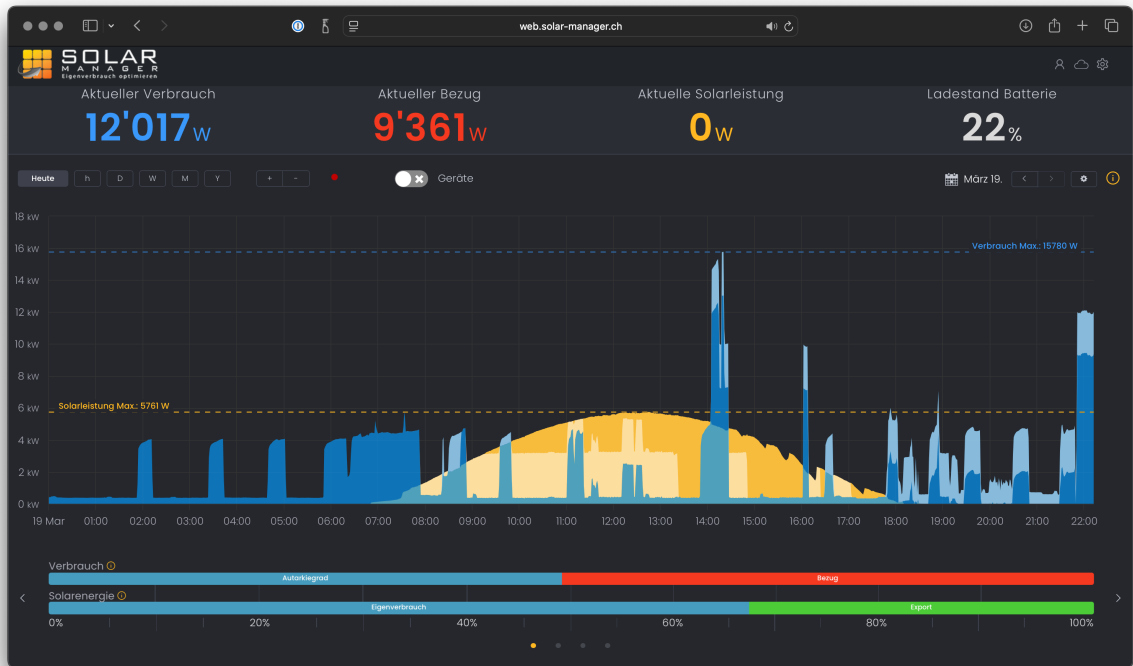 web.solar-manager.ch
SOLAR
MANAGER
Eigenverbrauch optimieren
Aktueller Verbrauch
12'017 W
Aktueller Bezug
9'361 W
Aktuelle Solarleistung
0 W
Ladestand Batterie
22 %
Heute h D W M Y + - Geräte März 19.
18 kW
16 kW
14 kW
12 kW
10 kW
8 kW
6 kW
4 kW
2 kW
0 kW
Verbrauch Max.: 15780 W
Solarleistung Max.: 5761 W
19 Mar 01:00 02:00 03:00 04:00 05:00 06:00 07:00 08:00 09:00 10:00 11:00 12:00 13:00 14:00 15:00 16:00 17:00 18:00 19:00 20:00 21:00 22:00
Verbrauch
Autarkiegrad Bezug
Solarenergie
Eigenverbrauch Export
0% 20% 40% 60% 80% 100%